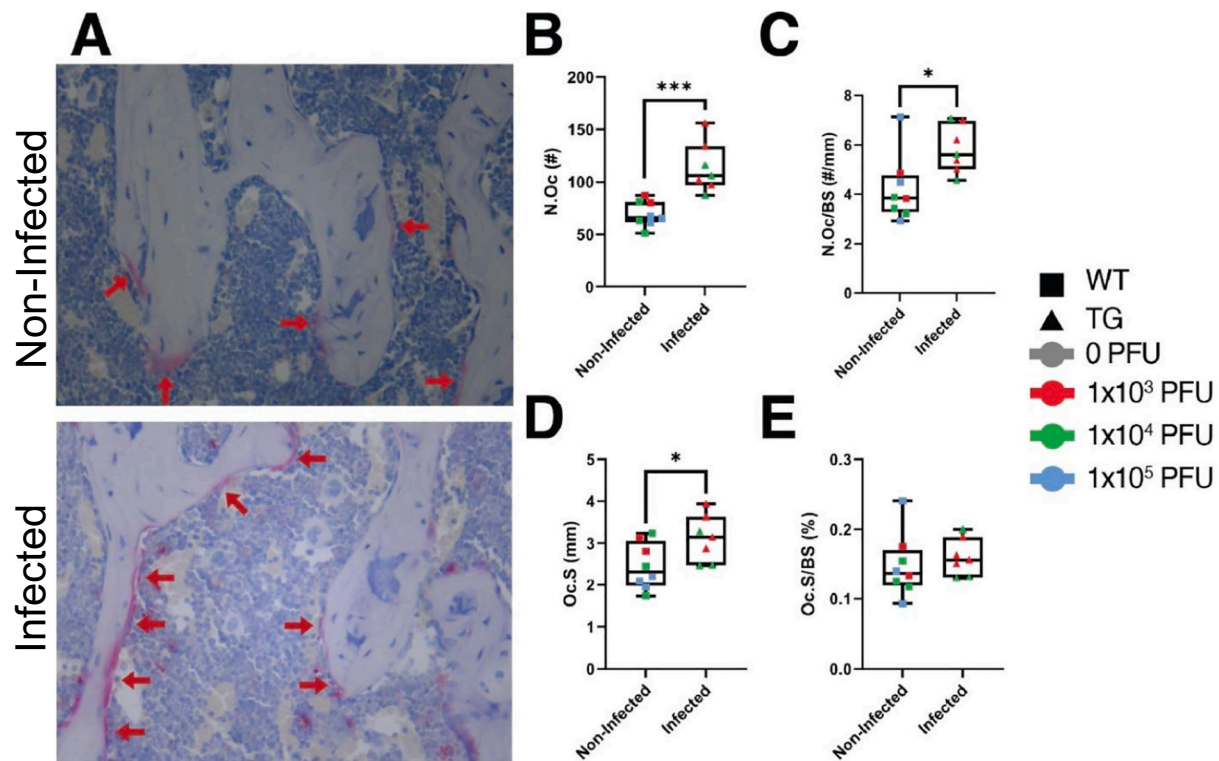 A
Non-Infected
Infected
B
N.Oc (#)
200
150
100
50
0
***
Non-Infected
Infected
C
N.Oc/BS (#/mm)
8
6
4
2
0
*
Non-Infected
Infected
D
Oc.S (mm)
5
4
3
2
1
0
*
Non-Infected
Infected
E
Oc.S/BS (%)
0.3
0.2
0.1
0.0
Non-Infected
Infected
WT
TG
0 PFU
1x10³ PFU
1x10⁴ PFU
1x10⁵ PFU